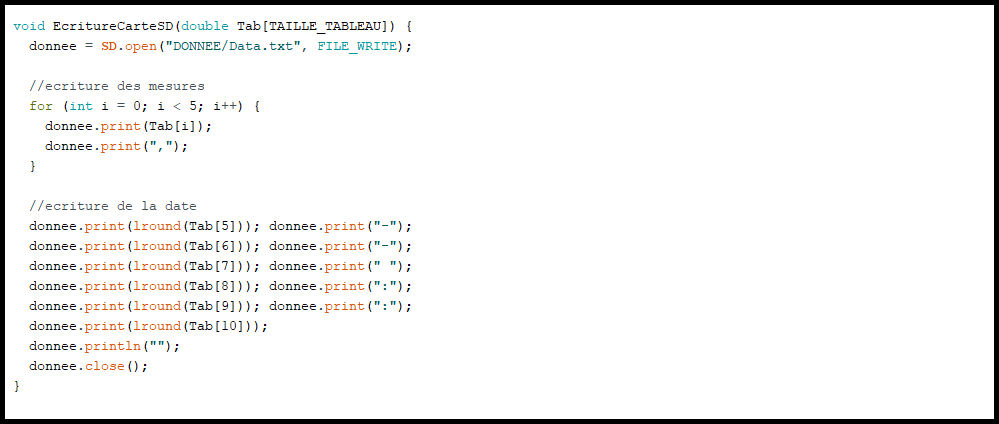 void EcritureCarteSD(double Tab[TAILLE_TABLEAU]) {
  donnee = SD.open("DONNEE/Data.txt", FILE_WRITE);

  //ecriture des mesures
  for (int i = 0; i < 5; i++) {
    donnee.print(Tab[i]);
    donnee.print(",");
  }

  //ecriture de la date
  donnee.print(lround(Tab[5])); donnee.print("-");
  donnee.print(lround(Tab[6])); donnee.print("-");
  donnee.print(lround(Tab[7])); donnee.print(" ");
  donnee.print(lround(Tab[8])); donnee.print(":");
  donnee.print(lround(Tab[9])); donnee.print(":");
  donnee.print(lround(Tab[10]));
  donnee.println("");
  donnee.close();
}